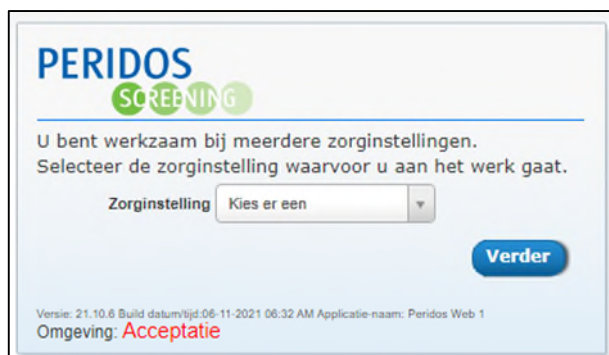 PERIDOS
SCREENING
U bent werkzaam bij meerdere zorginstellingen.
Selecteer de zorginstelling waarvoor u aan het werk gaat.
Zorginstelling Kies er een
Verder
Versie: 21.10.6 Build datum/tijd:06-11-2021 06:32 AM Applicatie-naam: Peridos Web 1
Omgeving: Acceptatie